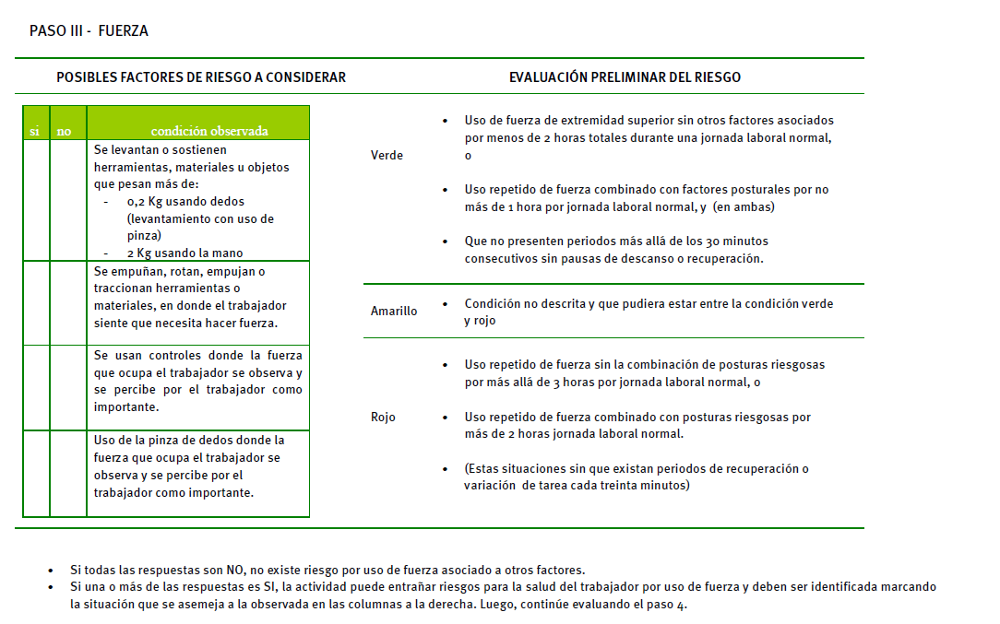 PASO III - FUERZA
POSIBLES FACTORES DE RIESGO A CONSIDERAR
EVALUACIÓN PRELIMINAR DEL RIESGO
si no condición observada
Se levantan o sostienen
herramientas, materiales u objetos
que pesan más de:
- 0,2 Kg usando dedos
(levantamiento con uso de
pinza)
- 2 Kg usando la mano
Se empuñan, rotan, empujan o
traccionan herramientas o
materiales, en donde el trabajador
siente que necesita hacer fuerza.
Se usan controles donde la fuerza
que ocupa el trabajador se observa y
se percibe por el trabajador como
importante.
Uso de la pinza de dedos donde la
fuerza que ocupa el trabajador se
observa y se percibe por el
trabajador como importante.
Verde
• Uso de fuerza de extremidad superior sin otros factores asociados
por menos de 2 horas totales durante una jornada laboral normal,
o
• Uso repetido de fuerza combinado con factores posturales por no
más de 1 hora por jornada laboral normal, y (en ambas)
• Que no presenten periodos más allá de los 30 minutos
consecutivos sin pausas de descanso o recuperación.
Amarillo
• Condición no descrita y que pudiera estar entre la condición verde
y rojo
Rojo
• Uso repetido de fuerza sin la combinación de posturas riesgosas
por más allá de 3 horas por jornada laboral normal, o
• Uso repetido de fuerza combinado con posturas riesgosas por
más de 2 horas jornada laboral normal.
• (Estas situaciones sin que existan periodos de recuperación o
variación de tarea cada treinta minutos)
• Si todas las respuestas son NO, no existe riesgo por uso de fuerza asociado a otros factores.
• Si una o más de las respuestas es SI, la actividad puede entrañar riesgos para la salud del trabajador por uso de fuerza y deben ser identificada marcando
la situación que se asemeja a la observada en las columnas a la derecha. Luego, continúe evaluando el paso 4.